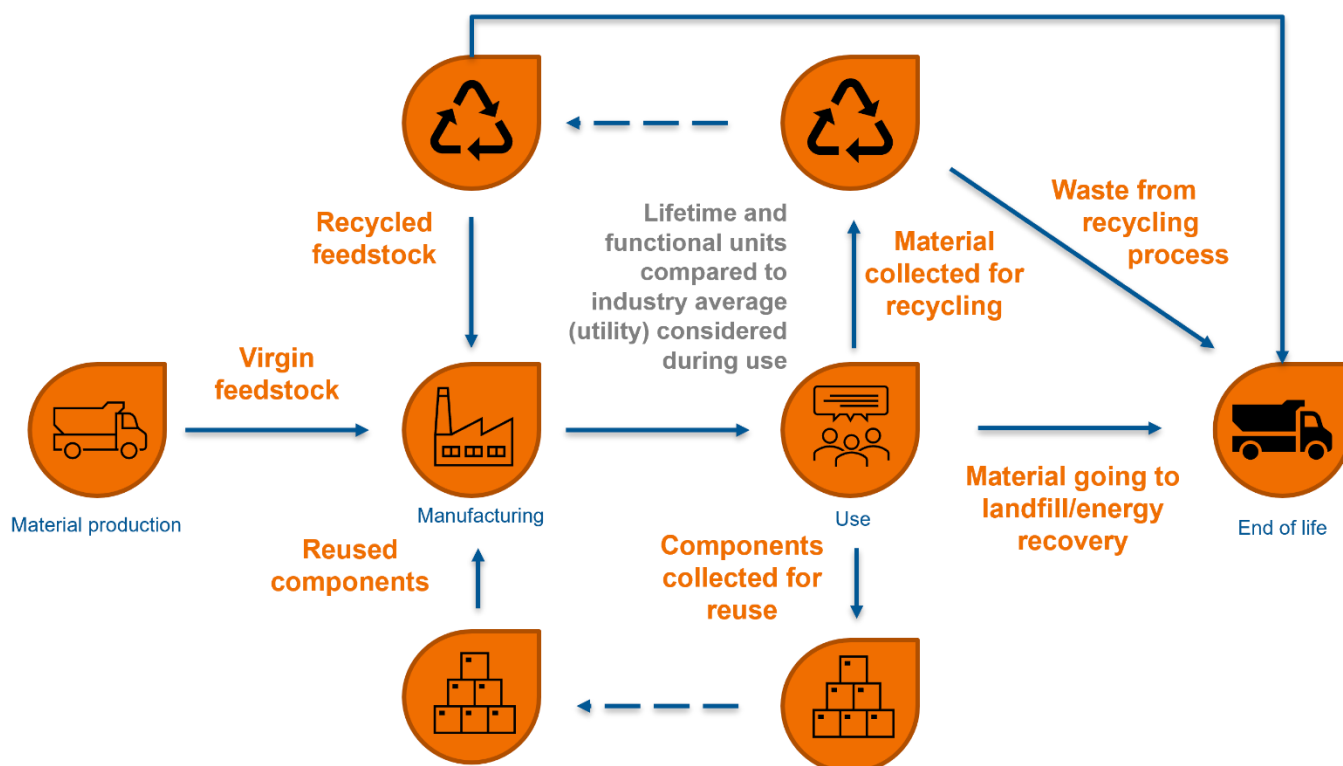 Recycled
feedstock
Lifetime and
functional units
compared to
industry average
(utility) considered
during use
Material
collected for
recycling
Waste from
recycling
process
Virgin
feedstock
Material production
Manufacturing
Use
Material going to
landfill/energy
recovery
End of life
Reused
components
Components
collected for
reuse